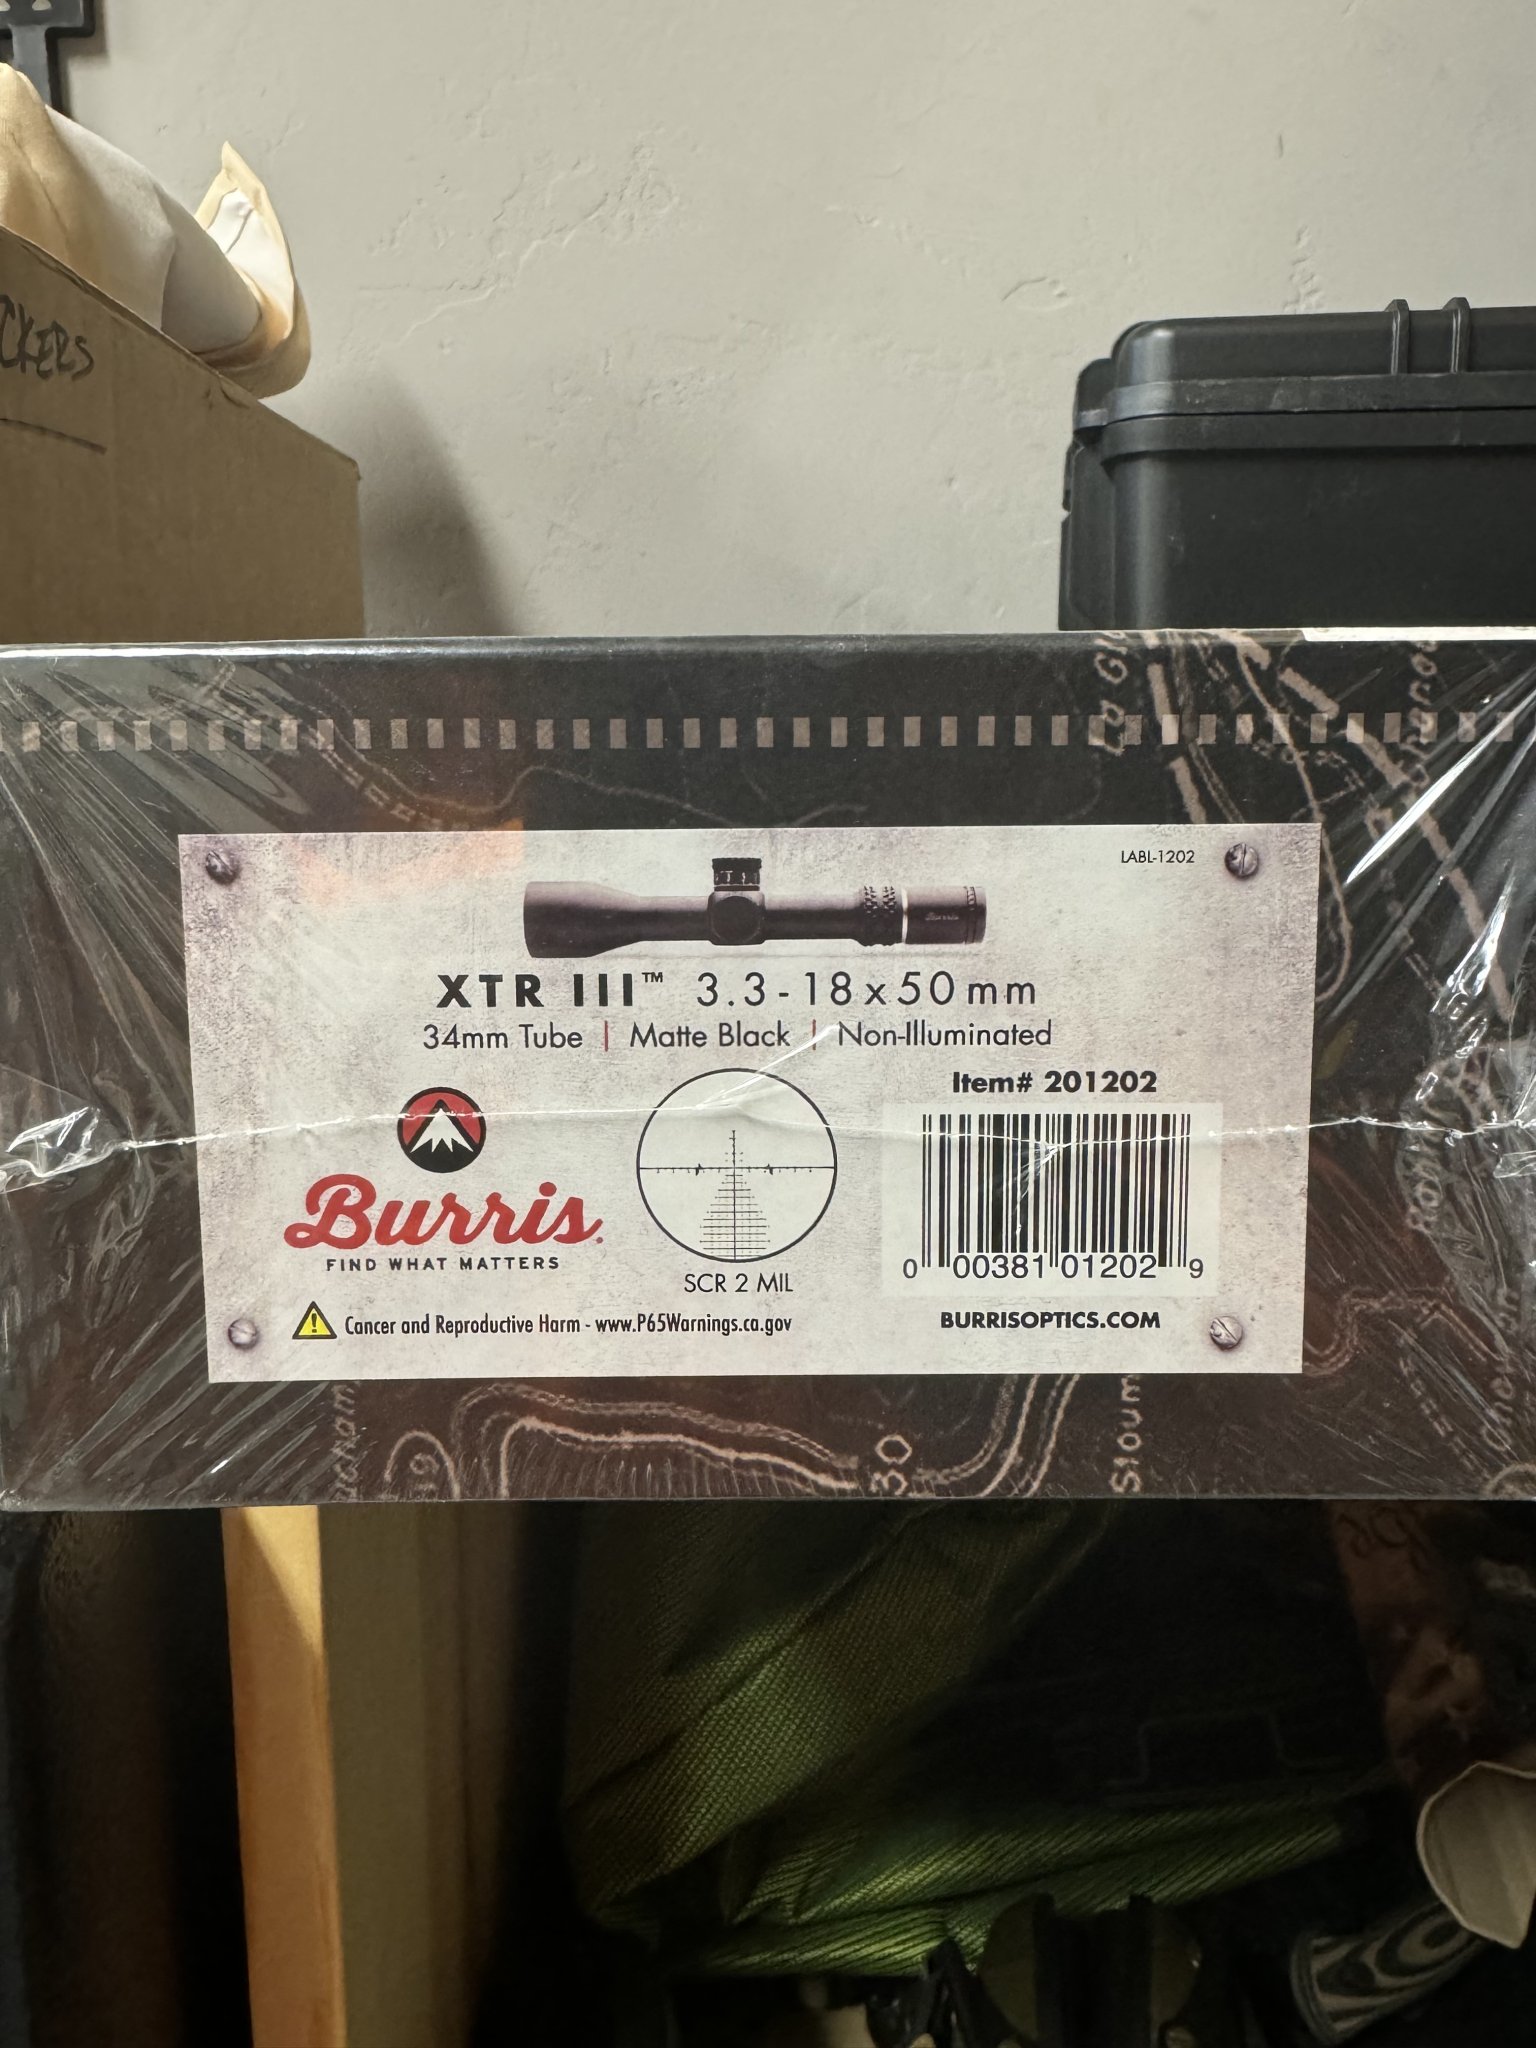 CKERS
LABL-1202
XTR III™ 3.3-18x50mm
34mm Tube | Matte Black | Non-Illuminated
Item# 201202
Burris
FIND WHAT MATTERS
SCR 2 MIL
0 00381 01202 9
Cancer and Reproductive Harm - www.P65Warnings.ca.gov
BURRISOPTICS.COM
30